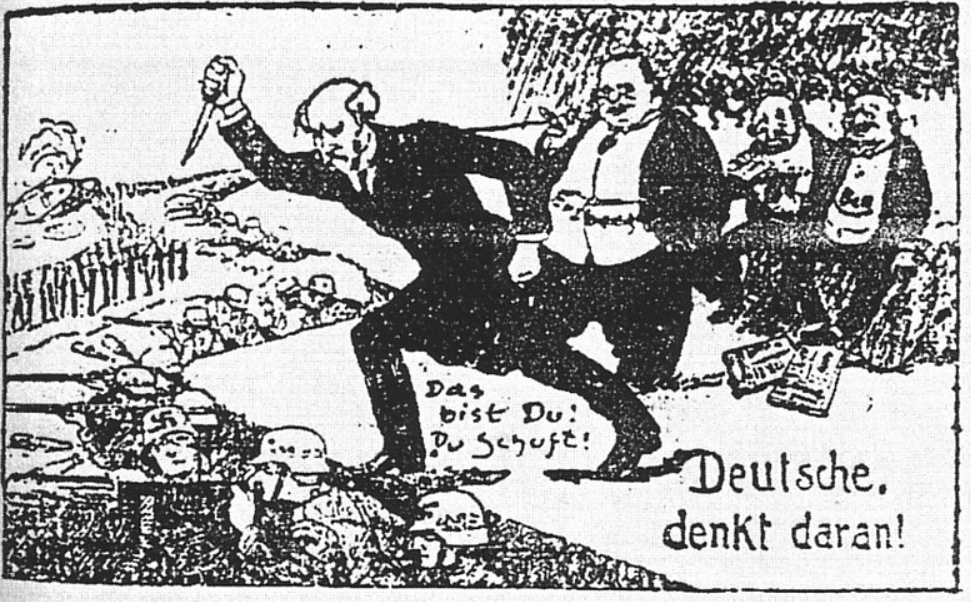 Das
bist Du!
Du Schuft!
Deutsche,
denkt daran!